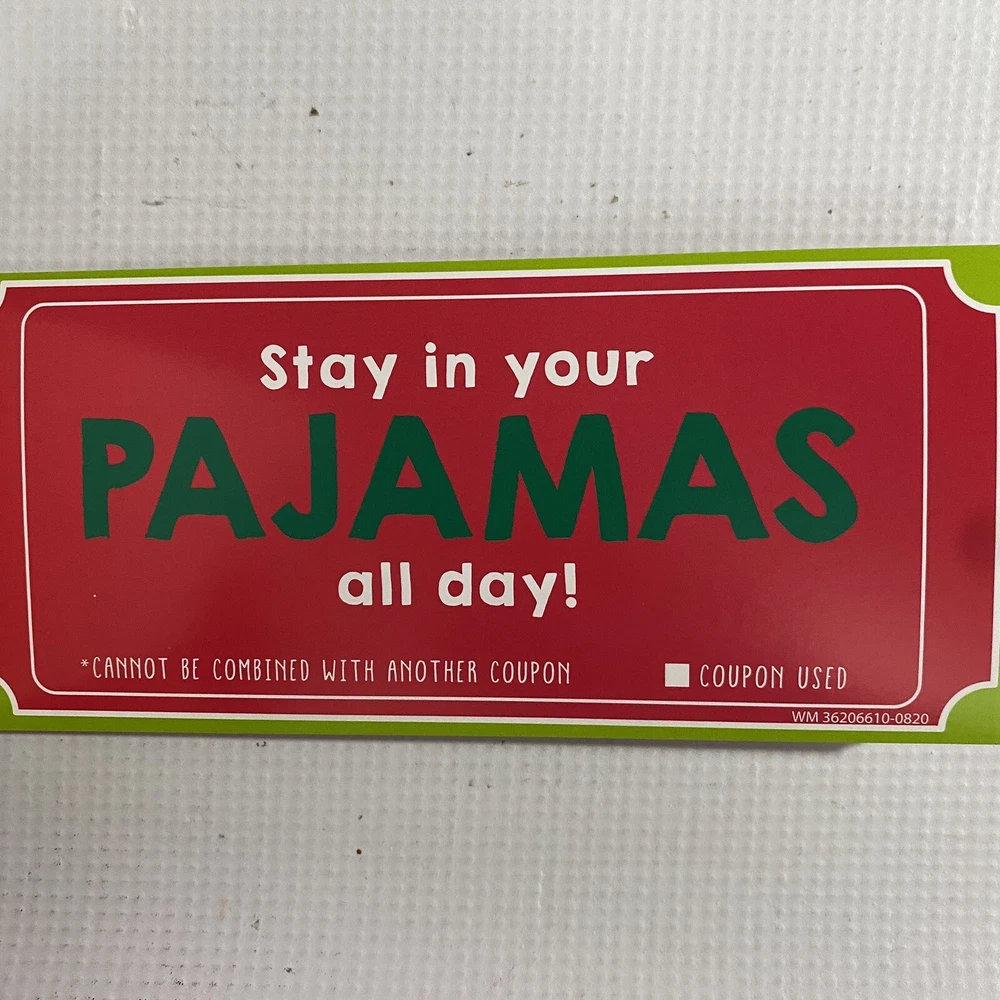 Stay in your
PAJAMAS
all day!
*CANNOT BE COMBINED WITH ANOTHER COUPON COUPON USED
WM 36206610-0820